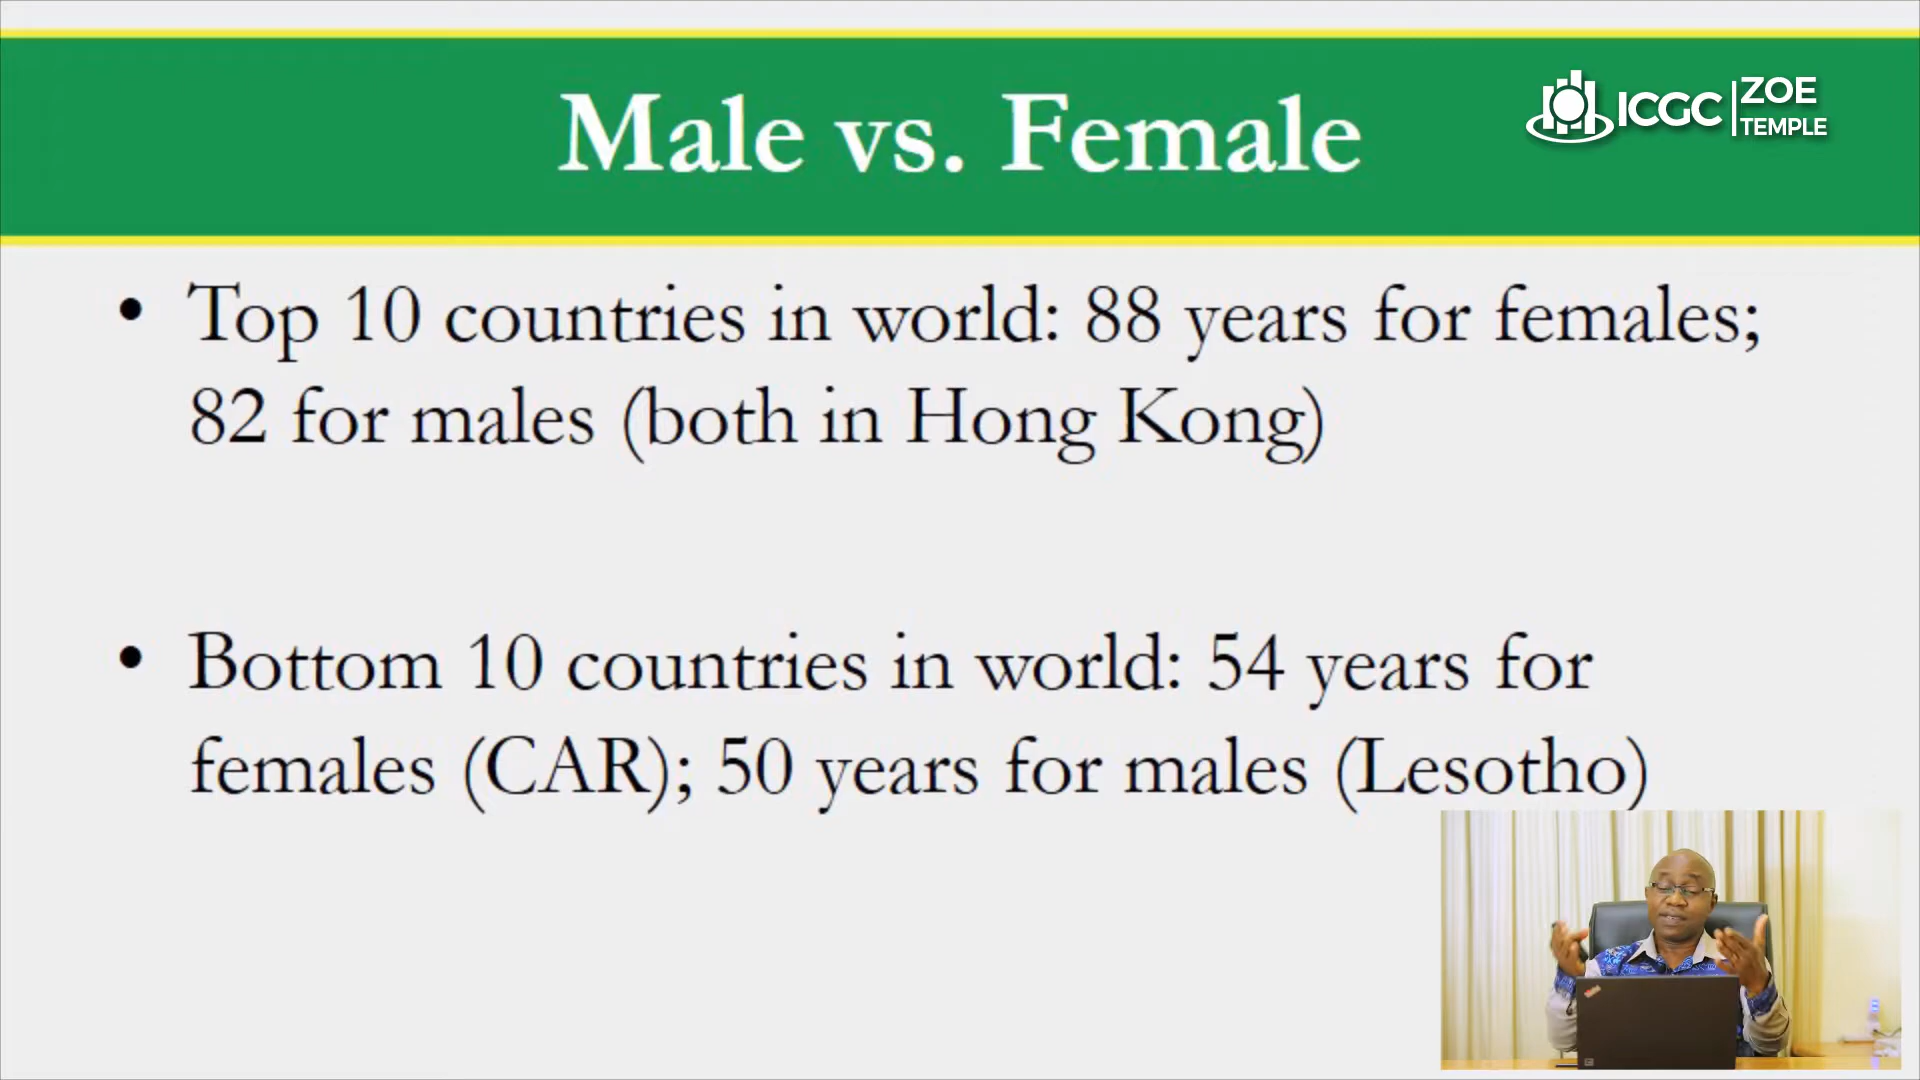 Male vs. Female
ICGC
ZOE
TEMPLE
• Top 10 countries in world: 88 years for females;
82 for males (both in Hong Kong)
• Bottom 10 countries in world: 54 years for
females (CAR); 50 years for males (Lesotho)